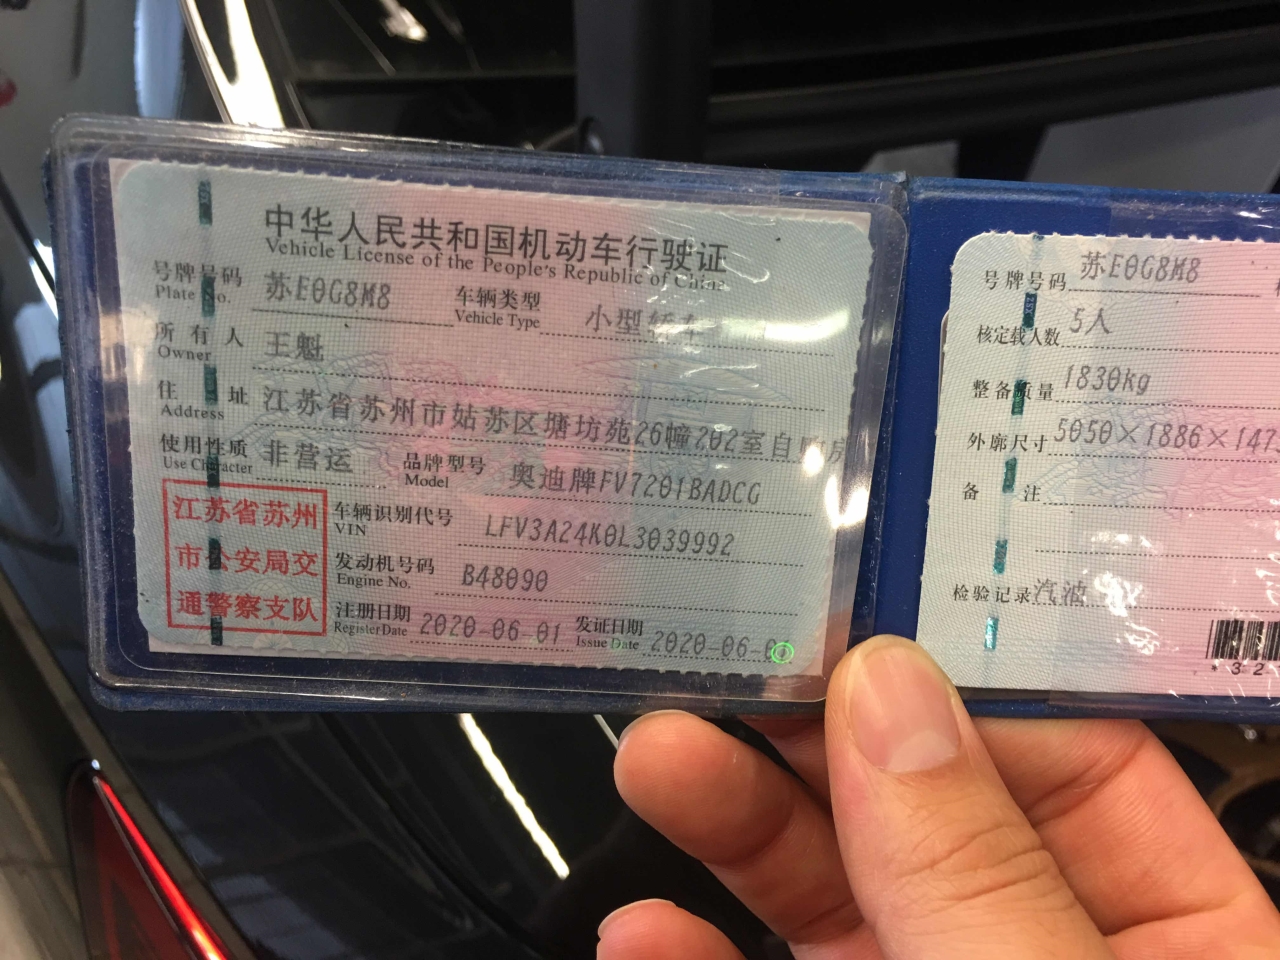 中华人民共和国机动车行驶证
Vehicle License of the People's Republic of China
号牌号码 苏E0G8M8 车辆类型 小型轿车
Plate No. Vehicle Type
所有人 王魁
Owner
住址 江苏省苏州市姑苏区塘坊苑26幢202室自购房
Address
使用性质 非营运 品牌型号 奥迪牌FV7201BADCG
Use Character Model
江苏省苏州
市公安局交
通警察支队
车辆识别代号 LFV3A24K0L3039992
VIN
发动机号码 B48090
Engine No.
注册日期 2020-06-01 发证日期 2020-06-0
Register Date Issue Date
号牌号码 苏E0G8M8
核定载人数 5人
整备质量 1830kg
外廓尺寸 5050×1886×147
备注
检验记录 汽油
*32